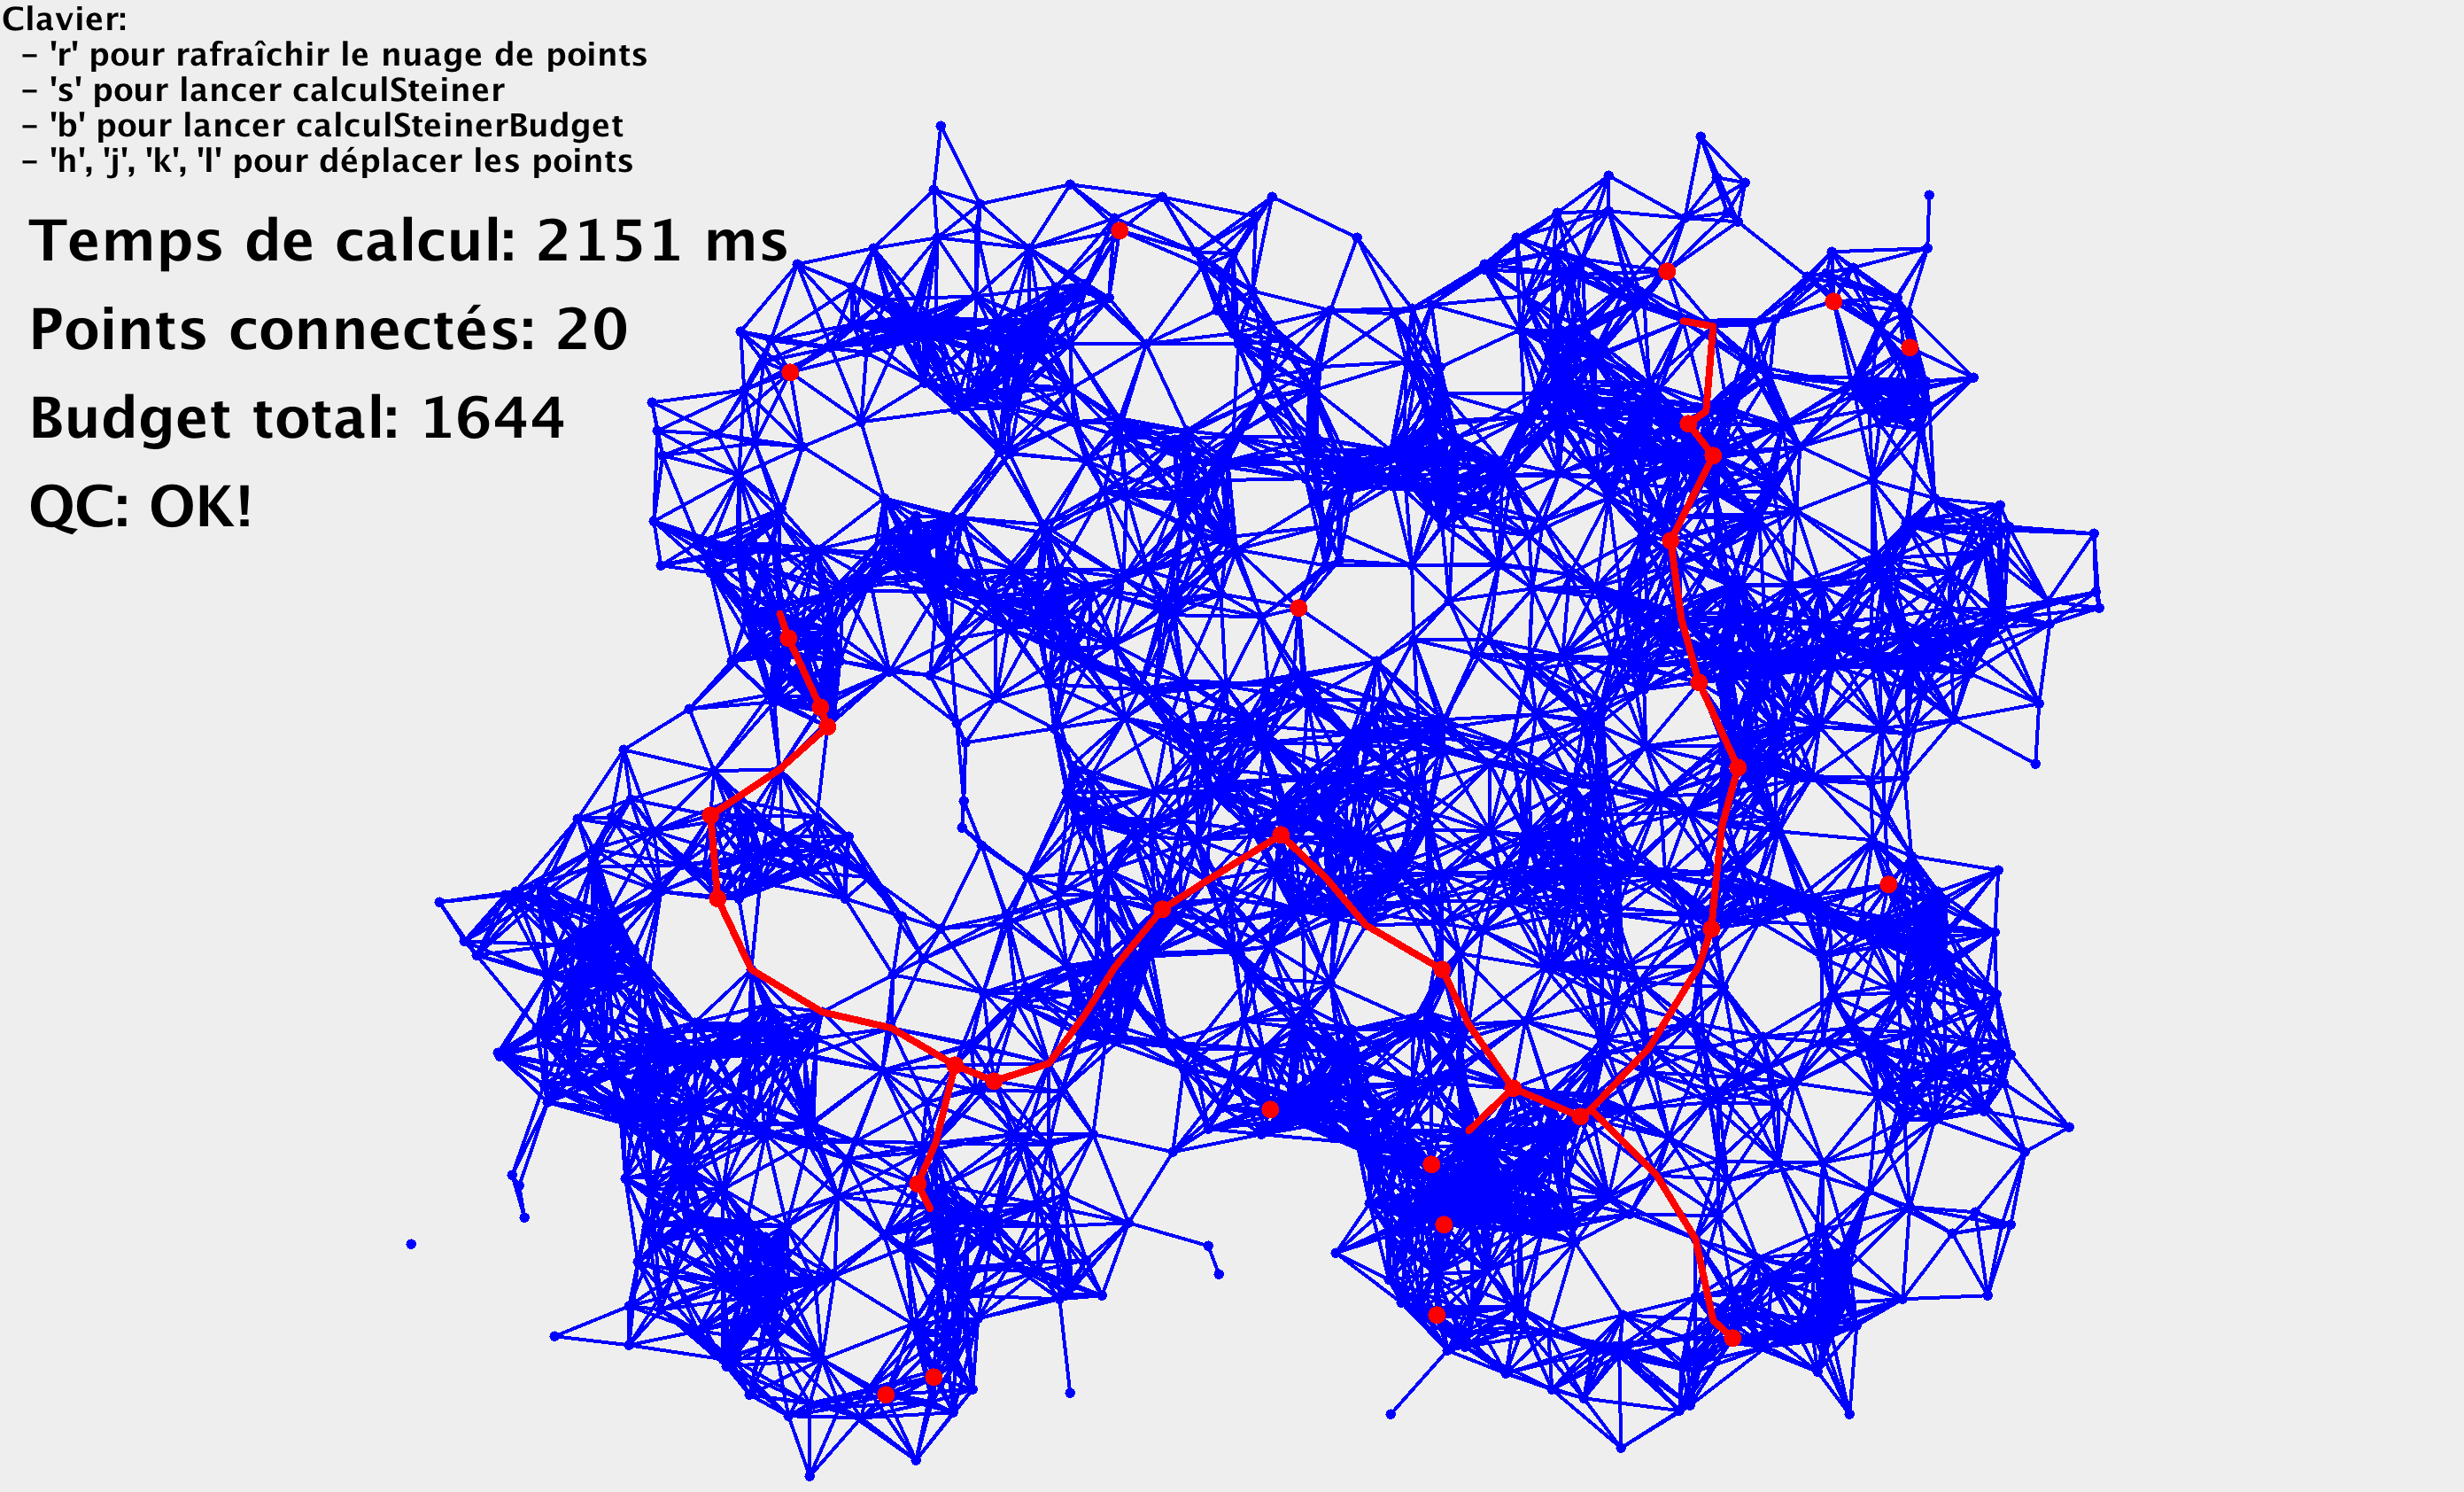 Clavier:
– 'r' pour rafraîchir le nuage de points
– 's' pour lancer calculSteiner
– 'b' pour lancer calculSteinerBudget
– 'h', 'j', 'k', 'l' pour déplacer les points
Temps de calcul: 2151 ms
Points connectés: 20
Budget total: 1644
QC: OK!